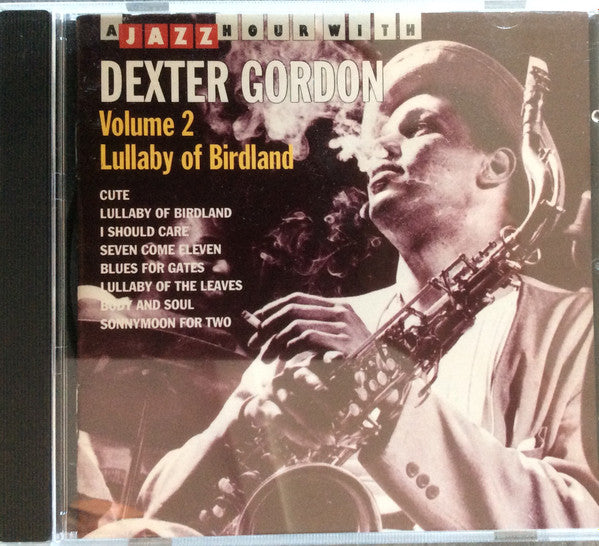 A JAZZ HOUR WITH
DEXTER GORDON
Volume 2
Lullaby of Birdland
CUTE
LULLABY OF BIRDLAND
I SHOULD CARE
SEVEN COME ELEVEN
BLUES FOR GATES
LULLABY OF THE LEAVES
BODY AND SOUL
SONNYMOON FOR TWO